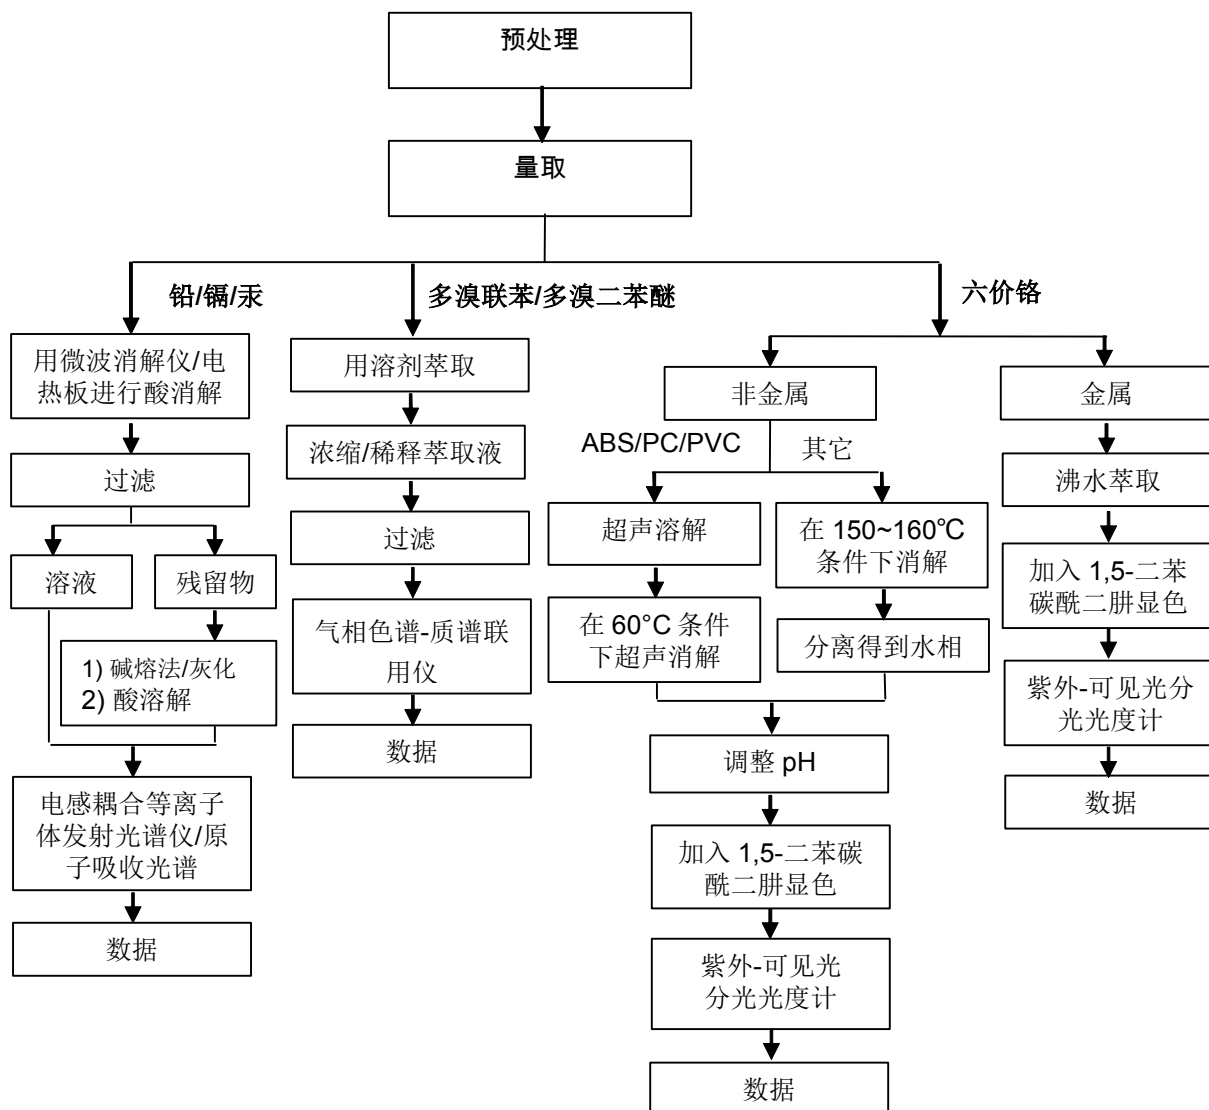 预处理
量取
铅/镉/汞
多溴联苯/多溴二苯醚
六价铬
用微波消解仪/电
热板进行酸消解
过滤
溶液
残留物
1) 碱熔法/灰化
2) 酸溶解
电感耦合等离子
体发射光谱仪/原
子吸收光谱
数据
用溶剂萃取
浓缩/稀释萃取液
过滤
气相色谱-质谱联
用仪
数据
非金属
ABS/PC/PVC
其它
超声溶解
在 60°C 条件
下超声消解
在 150~160℃
条件下消解
分离得到水相
调整 pH
加入 1,5-二苯碳
酰二肼显色
紫外-可见光
分光光度计
数据
金属
沸水萃取
加入 1,5-二苯
碳酰二肼显色
紫外-可见光分
光光度计
数据